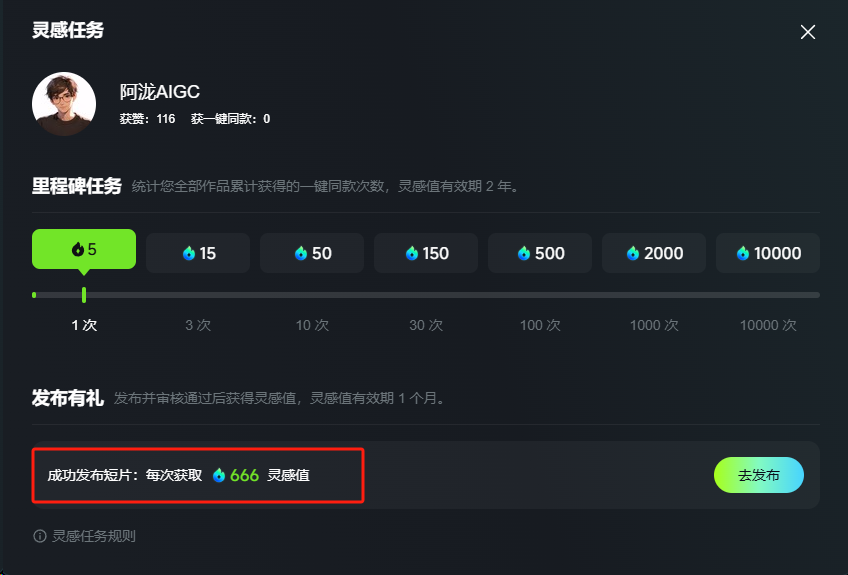 灵感任务
阿泷AIGC
获赞：116 获一键同款：0
里程碑任务 统计您全部作品累计获得的一键同款次数，灵感值有效期 2 年。
5 15 50 150 500 2000 10000
1 次 3 次 10 次 30 次 100 次 1000 次 10000 次
发布有礼 发布并审核通过后获得灵感值，灵感值有效期 1 个月。
成功发布短片：每次获取 666 灵感值 去发布
灵感任务规则